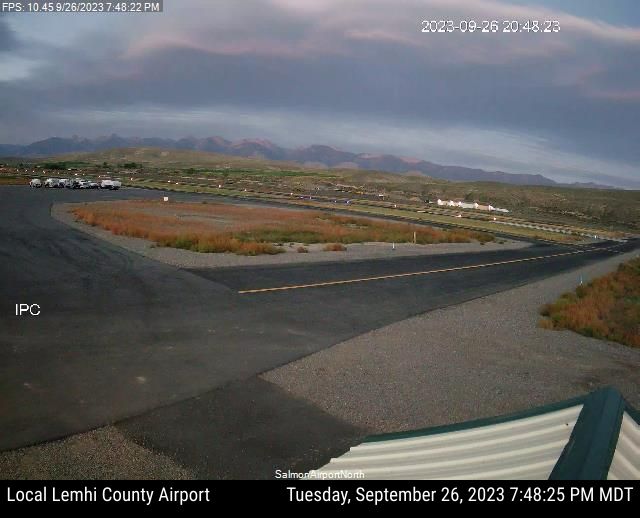 FPS: 10.45 9/26/2023 7:48:22 PM
2023-09-26 20:48:23
IPC
SalmonAirportNorth
Local Lemhi County Airport
Tuesday, September 26, 2023 7:48:25 PM MDT